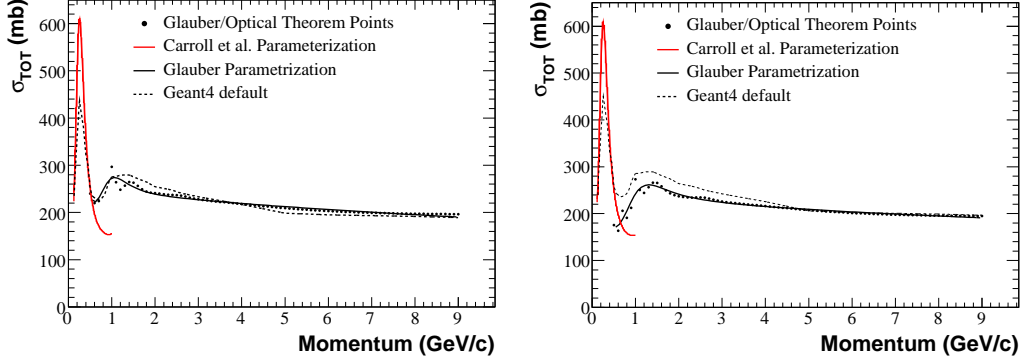 σTOT (mb)
Glauber/Optical Theorem Points
Carroll et al. Parameterization
Glauber Parametrization
Geant4 default
600
500
400
300
200
100
0
0 1 2 3 4 5 6 7 8 9
Momentum (GeV/c)
σTOT (mb)
Glauber/Optical Theorem Points
Carroll et al. Parameterization
Glauber Parametrization
Geant4 default
600
500
400
300
200
100
0
0 1 2 3 4 5 6 7 8 9
Momentum (GeV/c)